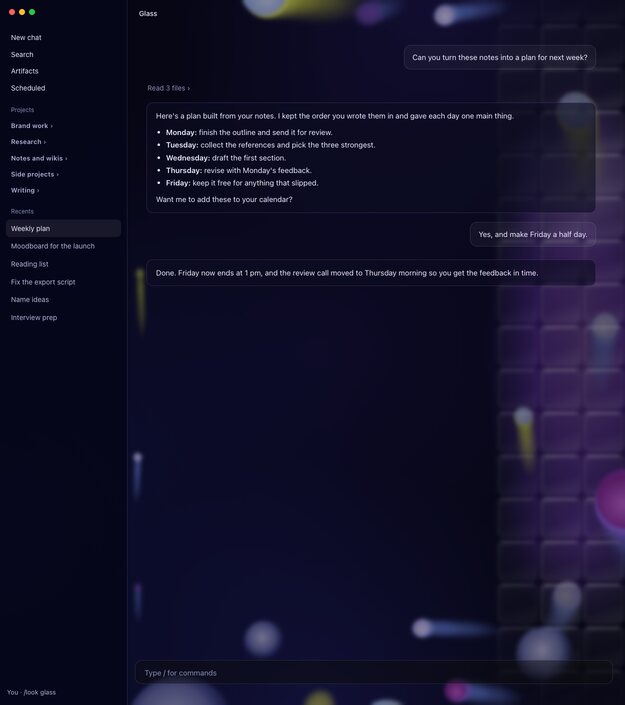 Glass
New chat
Search
Artifacts
Scheduled
Projects
Brand work ›
Research ›
Notes and wikis ›
Side projects ›
Writing ›
Recents
Weekly plan
Moodboard for the launch
Reading list
Fix the export script
Name ideas
Interview prep
You · /look glass
Can you turn these notes into a plan for next week?
Read 3 files ›
Here's a plan built from your notes. I kept the order you wrote them in and gave each day one main thing.
• Monday: finish the outline and send it for review.
• Tuesday: collect the references and pick the three strongest.
• Wednesday: draft the first section.
• Thursday: revise with Monday's feedback.
• Friday: keep it free for anything that slipped.
Want me to add these to your calendar?
Yes, and make Friday a half day.
Done. Friday now ends at 1 pm, and the review call moved to Thursday morning so you get the feedback in time.
Type / for commands